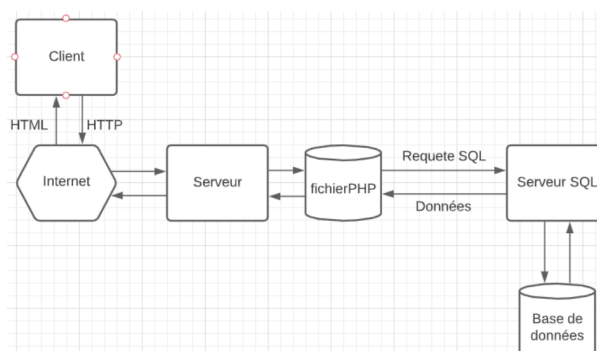 Client
HTML
HTTP
Internet
Serveur
fichierPHP
Requete SQL
Données
Serveur SQL
Base de
données